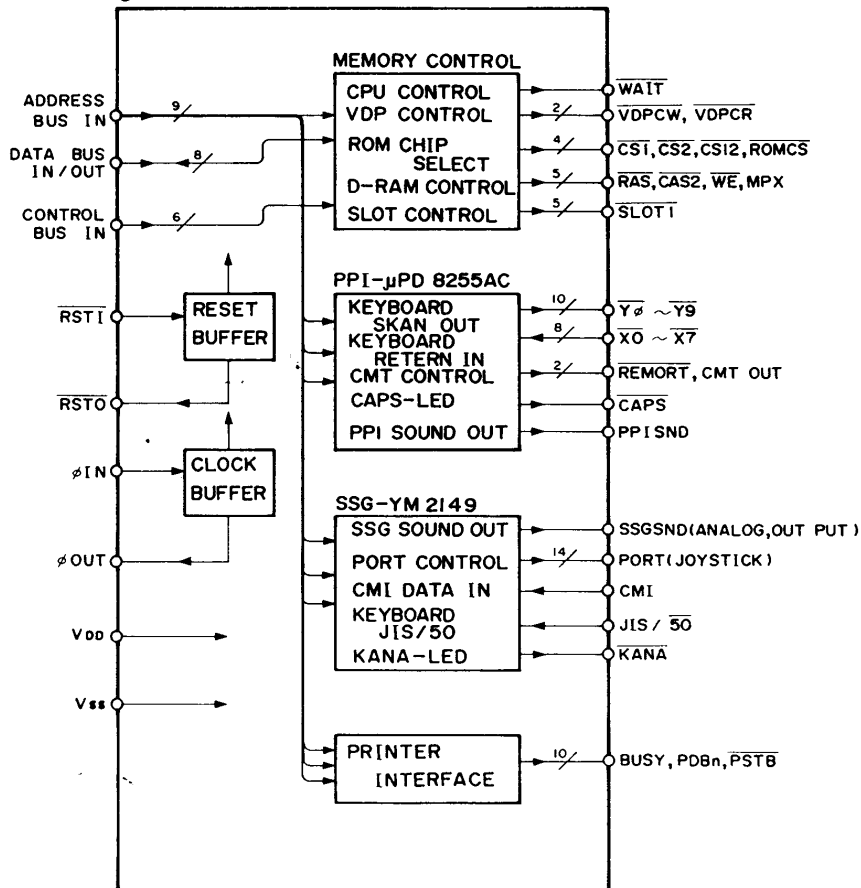 MEMORY CONTROL
ADDRESS
BUS IN
9
DATA BUS
IN/OUT
8
CONTROL
BUS IN
6
CPU CONTROL
VDP CONTROL
ROM CHIP
SELECT
D-RAM CONTROL
SLOT CONTROL
WAIT
2
VDPCW, VDPCR
4
CS1, CS2, CS12, ROMCS
5
RAS, CAS2, WE, MPX
5
SLOT1
RSTI
RESET
BUFFER
RSTO
øIN
CLOCK
BUFFER
øOUT
VDD
Vss
PPI-μPD 8255AC
KEYBOARD
SKAN OUT
KEYBOARD
RETERN IN
CMT CONTROL
CAPS-LED
PPI SOUND OUT
10
Yø ~ Y9
8
X0 ~ X7
2
REMORT, CMT OUT
CAPS
PPISND
SSG-YM 2149
SSG SOUND OUT
PORT CONTROL
CMI DATA IN
KEYBOARD
JIS/50
KANA-LED
SSGSND(ANALOG,OUT PUT)
14
PORT(JOYSTICK)
CMI
JIS / 50
KANA
PRINTER
INTERFACE
10
BUSY, PDBn, PSTB